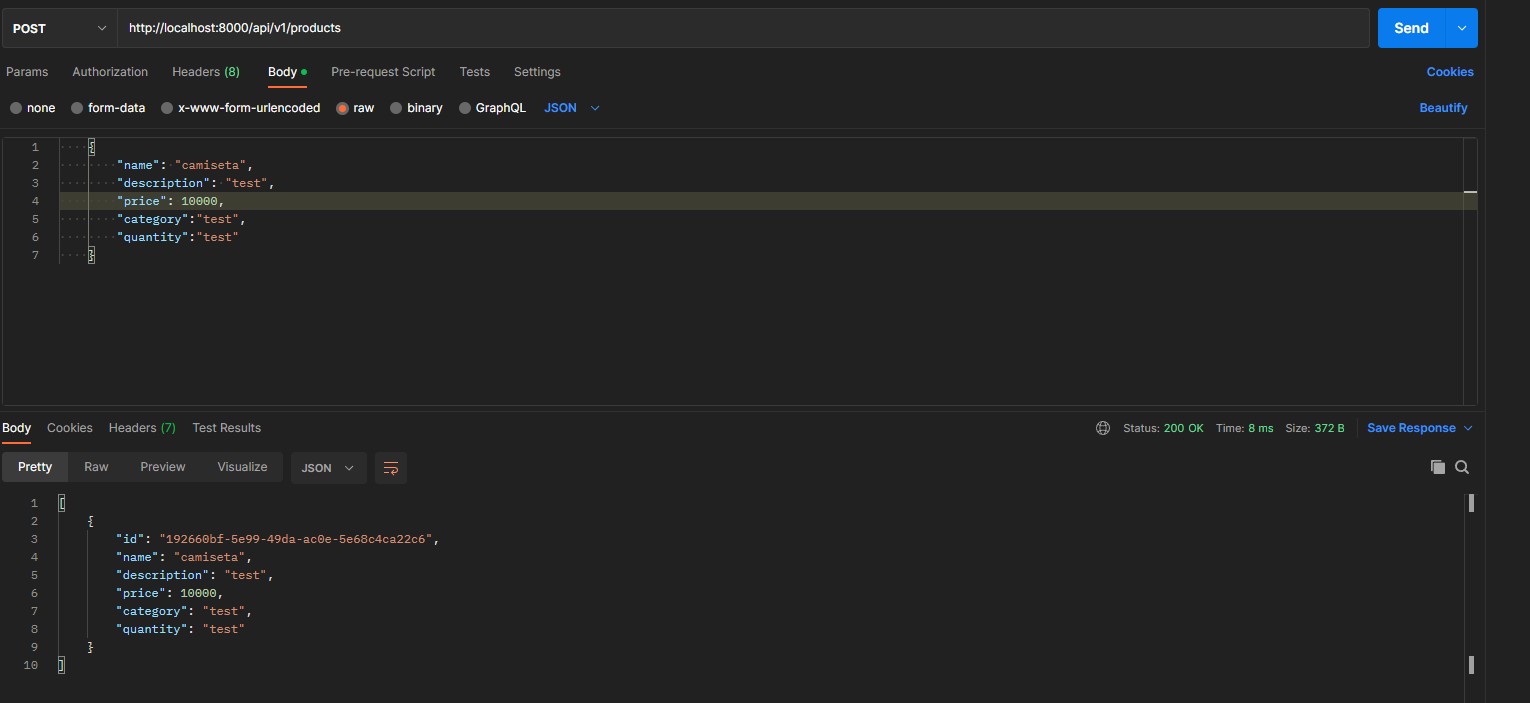 POST http://localhost:8000/api/v1/products Send
Params Authorization Headers (8) Body Pre-request Script Tests Settings Cookies
none form-data x-www-form-urlencoded raw binary GraphQL JSON Beautify
1 {
2 "name": "camiseta",
3 "description": "test",
4 "price": 10000,
5 "category":"test",
6 "quantity":"test"
7 }
Body Cookies Headers (7) Test Results Status: 200 OK Time: 8 ms Size: 372 B Save Response
Pretty Raw Preview Visualize JSON
1 [
2 {
3 "id": "192660bf-5e99-49da-ac0e-5e68c4ca22c6",
4 "name": "camiseta",
5 "description": "test",
6 "price": 10000,
7 "category": "test",
8 "quantity": "test"
9 }
10 ]